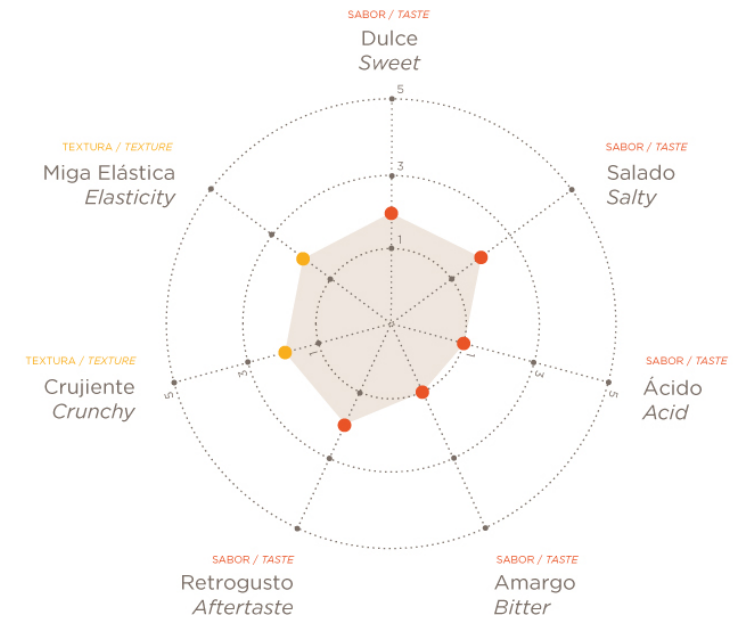 SABOR / TASTE
Dulce
Sweet
5
TEXTURA / TEXTURE
Miga Elástica
Elasticity
SABOR / TASTE
Salado
Salty
3
1
TEXTURA / TEXTURE
Crujiente
Crunchy
5
3
1
1
3
5
SABOR / TASTE
Ácido
Acid
SABOR / TASTE
Retrogusto
Aftertaste
SABOR / TASTE
Amargo
Bitter